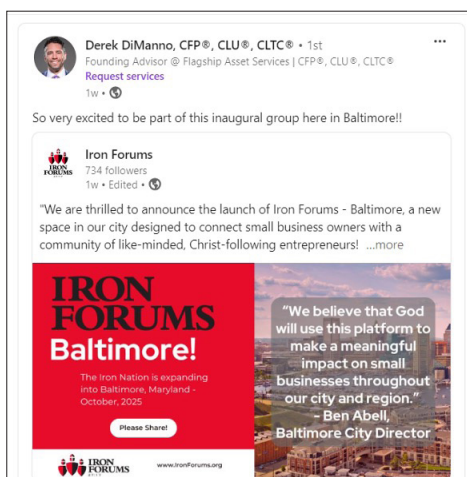 Derek DiManno, CFP®, CLU®, CLTC® • 1st
Founding Advisor @ Flagship Asset Services | CFP®, CLU®, CLTC®
Request services
1w •
So very excited to be part of this inaugural group here in Baltimore!!
IRON
FORUMS
Iron Forums
734 followers
1w • Edited •
"We are thrilled to announce the launch of Iron Forums - Baltimore, a new
space in our city designed to connect small business owners with a
community of like-minded, Christ-following entrepreneurs! ...more
IRON
FORUMS
Baltimore!
The Iron Nation is expanding
into Baltimore, Maryland -
October, 2025
Please Share!
IRON
FORUMS
www.IronForums.org
“We believe that God
will use this platform to
make a meaningful
impact on small
businesses throughout
our city and region.”
- Ben Abell,
Baltimore City Director